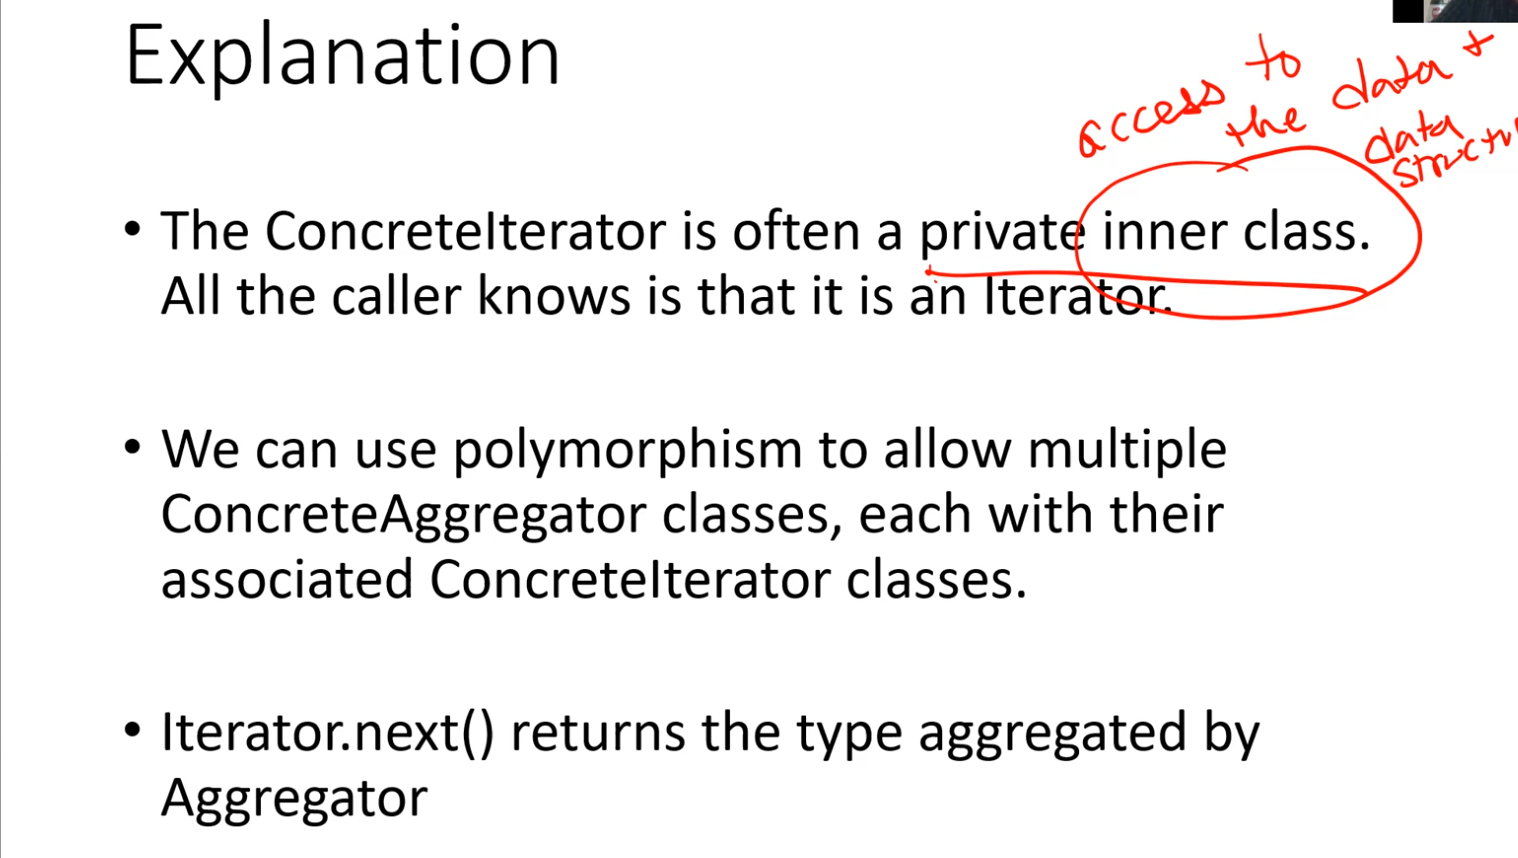 Explanation
access to
the data +
data
• The ConcreteIterator is often a private inner class.
All the caller knows is that it is an Iterator.
• We can use polymorphism to allow multiple
ConcreteAggregator classes, each with their
associated ConcreteIterator classes.
• Iterator.next() returns the type aggregated by
Aggregator